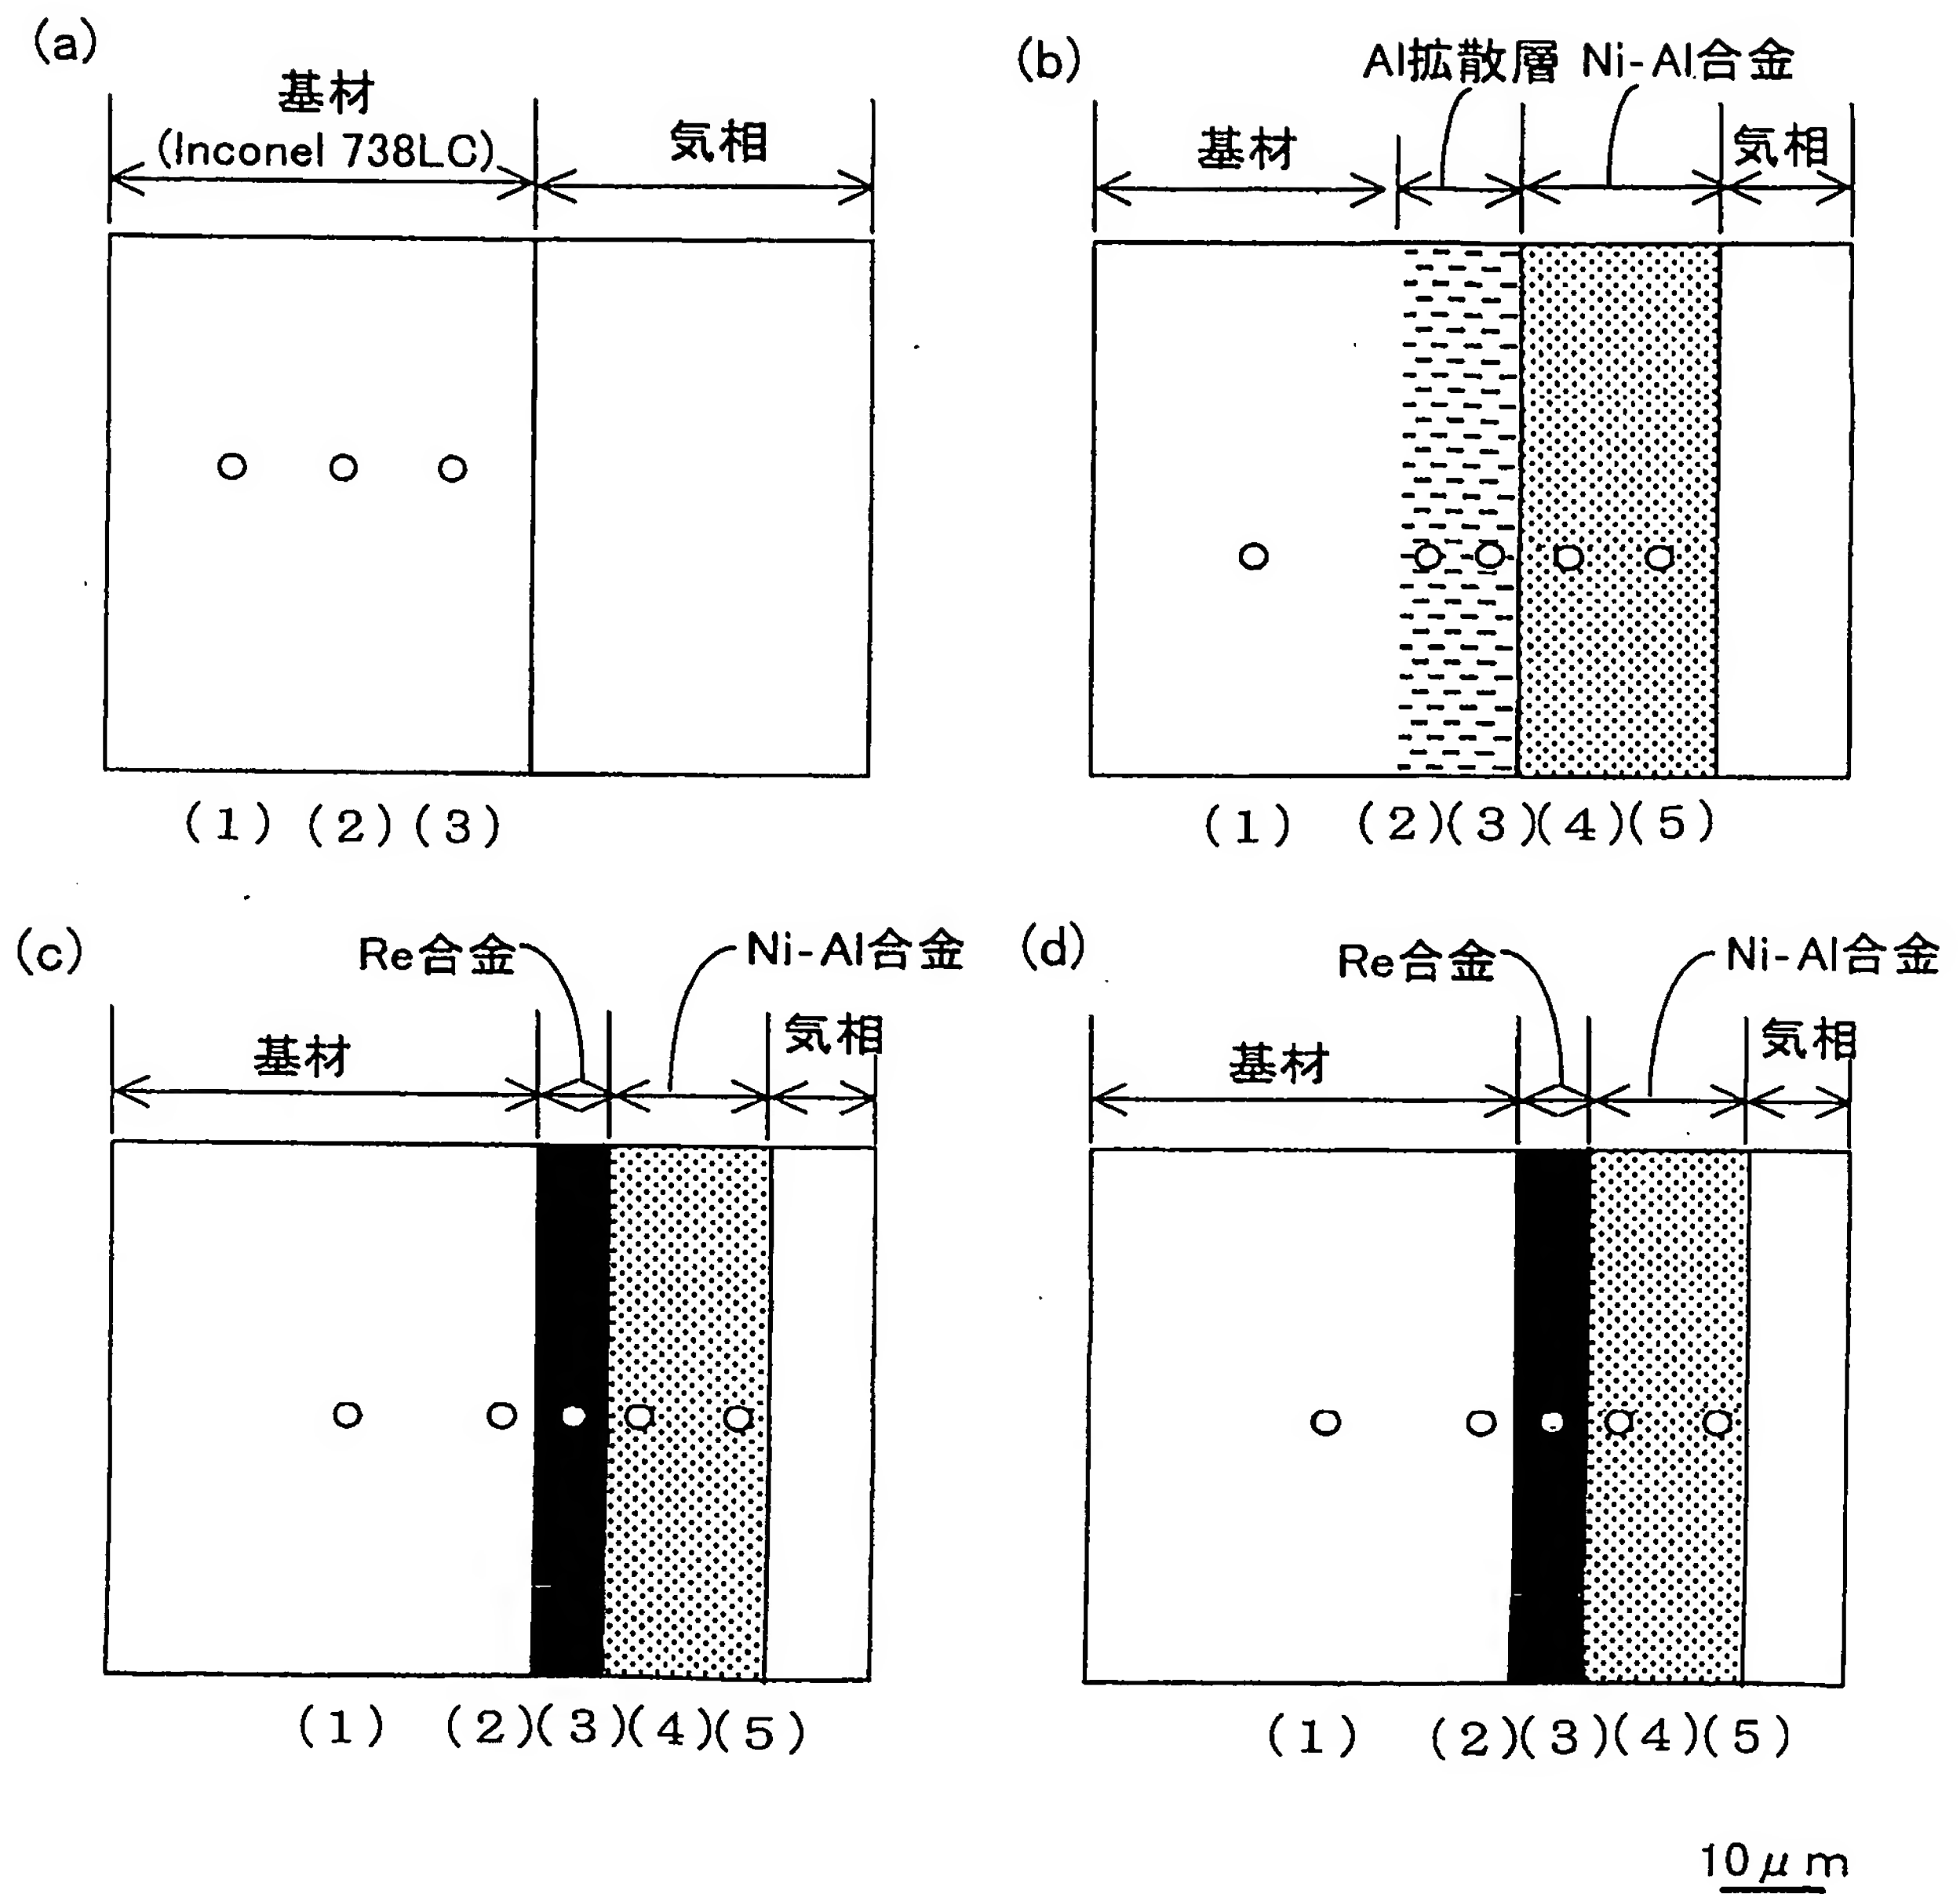 (a)
基材
(Inconel 738LC)
気相
(1) (2) (3)
(b)
Al拡散層 Ni-Al合金
基材
気相
(1) (2) (3) (4) (5)
(c)
Re合金
Ni-Al合金
基材
気相
(1) (2) (3) (4) (5)
(d)
Re合金
Ni-Al合金
基材
気相
(1) (2) (3) (4) (5)
10μm